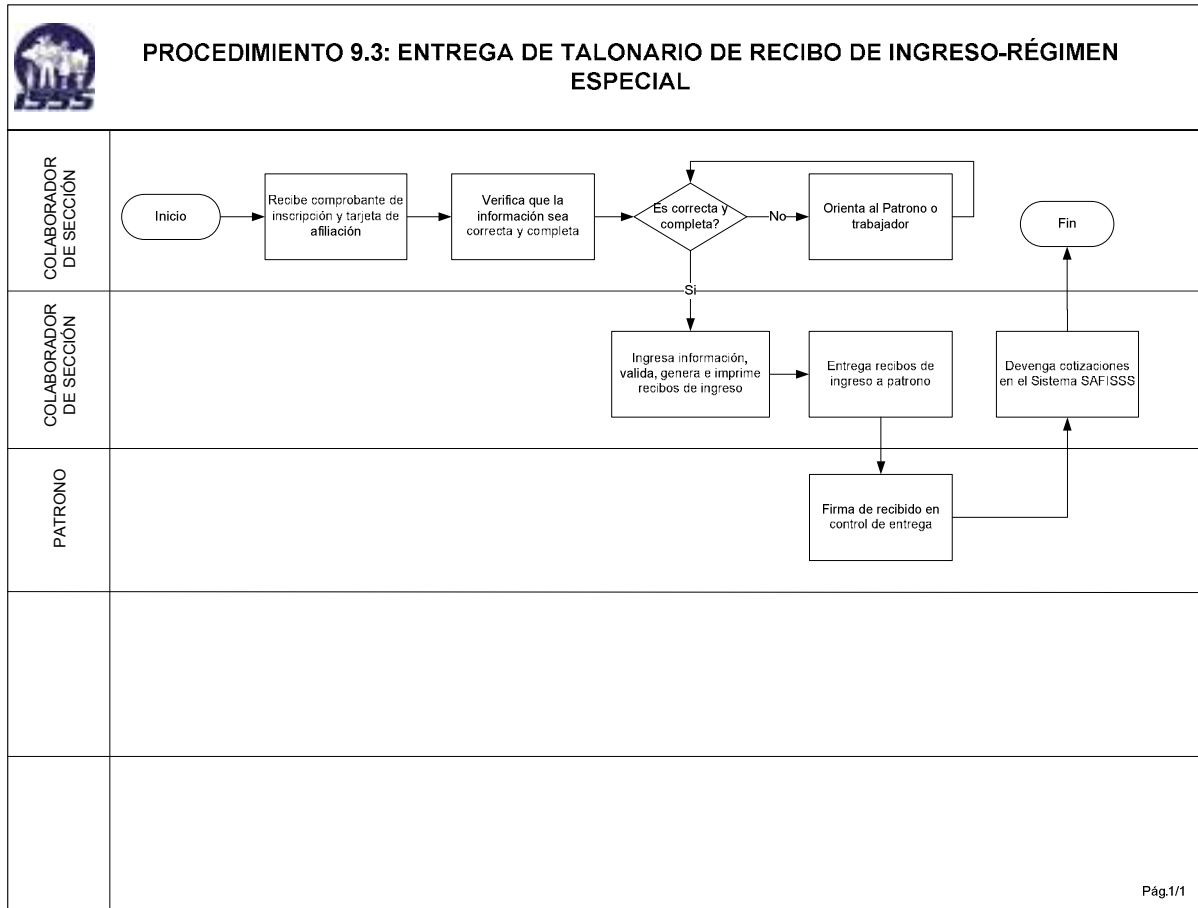 ISSS
PROCEDIMIENTO 9.3: ENTREGA DE TALONARIO DE RECIBO DE INGRESO-RÉGIMEN
ESPECIAL
COLABORADOR
DE SECCIÓN
Inicio
Recibe comprobante de
inscripción y tarjeta de
afiliación
Verifica que la
información sea
correcta y completa
Es correcta y
completa?
No
Orienta al Patrono o
trabajador
Fin
Si
COLABORADOR
DE SECCIÓN
Ingresa información,
valida, genera e imprime
recibos de ingreso
Entrega recibos de
ingreso a patrono
Devenga cotizaciones
en el Sistema SAFISSS
PATRONO
Firma de recibido en
control de entrega
Pág.1/1